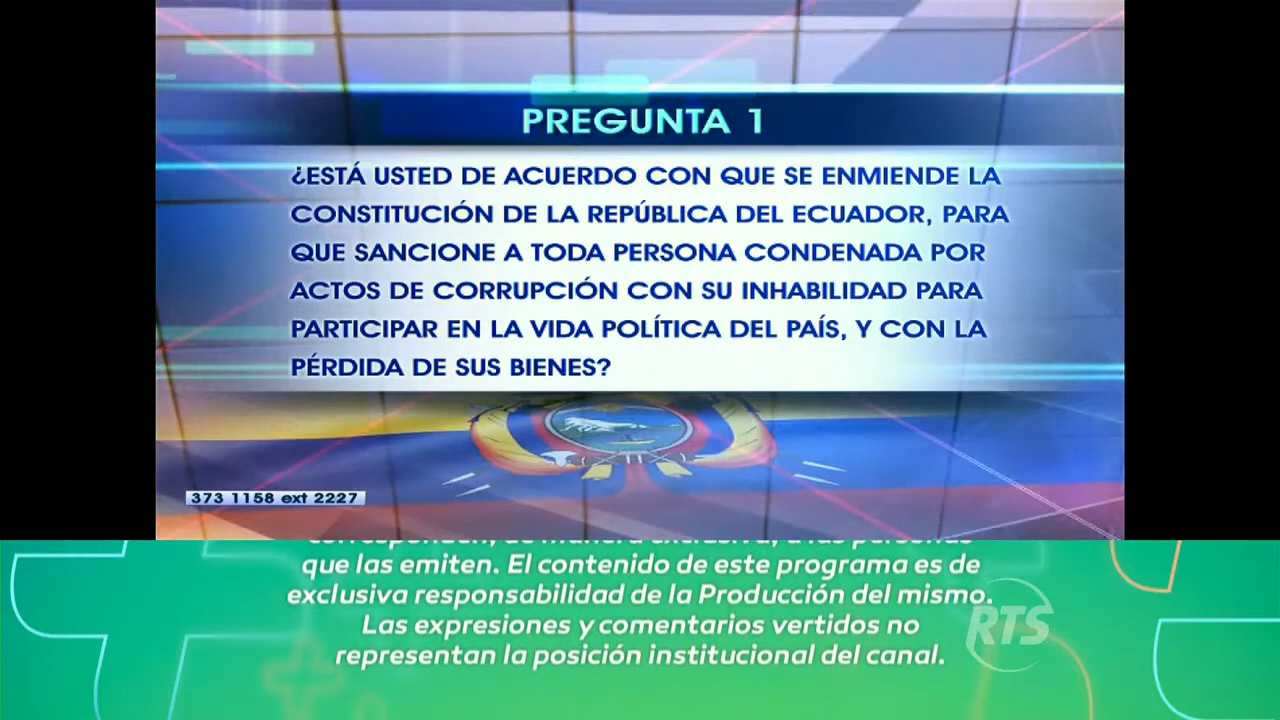 PREGUNTA 1
¿ESTÁ USTED DE ACUERDO CON QUE SE ENMIENDE LA
CONSTITUCIÓN DE LA REPÚBLICA DEL ECUADOR, PARA
QUE SANCIONE A TODA PERSONA CONDENADA POR
ACTOS DE CORRUPCIÓN CON SU INHABILIDAD PARA
PARTICIPAR EN LA VIDA POLÍTICA DEL PAÍS, Y CON LA
PÉRDIDA DE SUS BIENES?
373 1158 ext 2227
que las emiten. El contenido de este programa es de
exclusiva responsabilidad de la Producción del mismo.
RTS
Las expresiones y comentarios vertidos no
representan la posición institucional del canal.